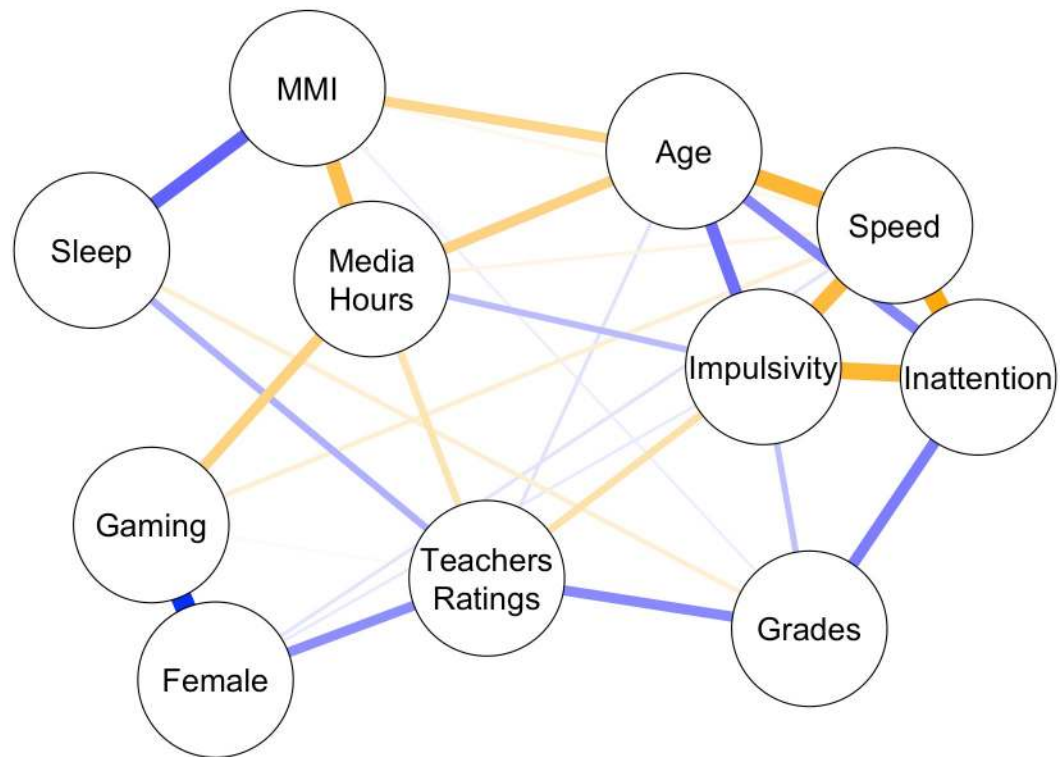 MMI
Age
Speed
Sleep
Media
Hours
Impulsivity
Inattention
Gaming
Teachers
Ratings
Grades
Female